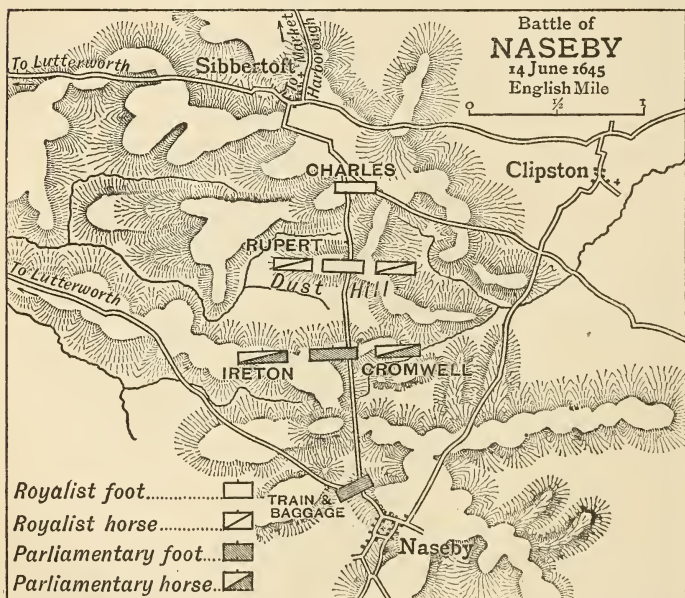 Battle of
NASEBY
14 June 1645
English Mile
0 ½ 1
To Lutterworth
Sibbertoft
To Market
Harborough
Clipston
CHARLES
RUPERT
Dust Hill
To Lutterworth
IRETON
CROMWELL
TRAIN &
BAGGAGE
Naseby
Royalist foot
Royalist horse
Parliamentary foot
Parliamentary horse